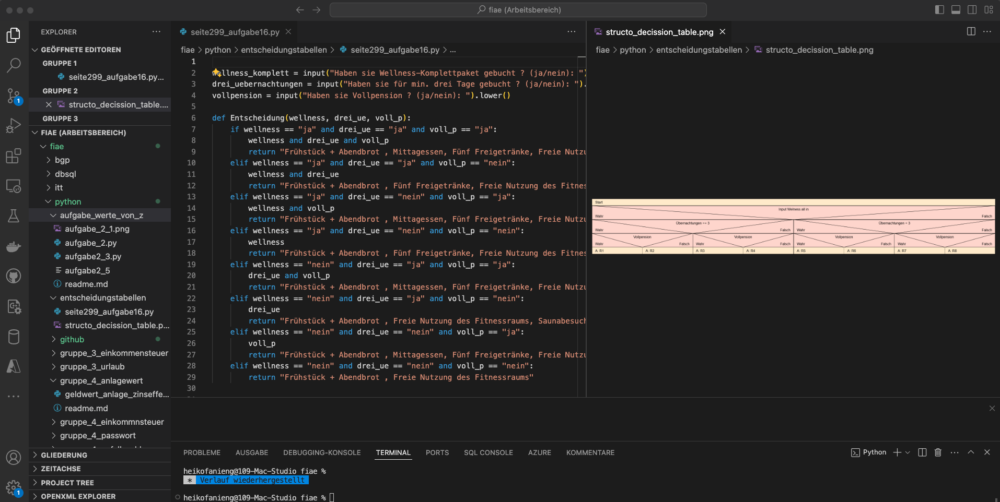 fiae (Arbeitsbereich)
EXPLORER
GEÖFFNETE EDITOREN
GRUPPE 1
seite299_aufgabe16.py...
GRUPPE 2
structo_decission_table....
GRUPPE 3
FIAE (ARBEITSBEREICH)
fiae
bgp
dbsql
itt
python
aufgabe_werte_von_z
aufgabe_2_1.png
aufgabe_2.py
aufgabe2_3.py
aufgabe2_5
readme.md
entscheidungstabellen
seite299_aufgabe16.py
structo_decission_table.p...
github
gruppe_3_einkommensteuer
gruppe_3_urlaub
gruppe_4_anlagewert
geldwert_anlage_zinseffe...
readme.md
gruppe_4_einkommnsteuer
gruppe_4_passwort
GLIEDERUNG
ZEITACHSE
PROJECT TREE
OPENXML EXPLORER
1
1
seite299_aufgabe16.py
fiae > python > entscheidungstabellen > seite299_aufgabe16.py > ...
1
2 wellness_komplett = input("Haben sie Wellness-Komplettpaket gebucht ? (ja/nein): ")
3 drei_uebernachtungen = input("Haben sie für min. drei Tage gebucht ? (ja/nein): ").
4 vollpension = input("Haben sie Vollpension ? (ja/nein): ").lower()
5
6 def Entscheidung(wellness, drei_ue, voll_p):
7 if wellness == "ja" and drei_ue == "ja" and voll_p == "ja":
8 wellness and drei_ue and voll_p
9 return "Frühstück + Abendbrot , Mittagessen, Fünf Freigetränke, Freie Nutzu
10 elif wellness == "ja" and drei_ue == "ja" and voll_p == "nein":
11 wellness and drei_ue
12 return "Frühstück + Abendbrot , Fünf Freigetränke, Freie Nutzung des Fitnes
13 elif wellness == "ja" and drei_ue == "nein" and voll_p == "ja":
14 wellness and voll_p
15 return "Frühstück + Abendbrot , Mittagessen, Fünf Freigetränke, Freie Nutzu
16 elif wellness == "ja" and drei_ue == "nein" and voll_p == "nein":
17 wellness
18 return "Frühstück + Abendbrot , Fünf Freigetränke, Freie Nutzung des Fitnes
19 elif wellness == "nein" and drei_ue == "ja" and voll_p == "ja":
20 drei_ue and voll_p
21 return "Frühstück + Abendbrot , Mittagessen, Fünf Freigetränke, Freie Nutzu
22 elif wellness == "nein" and drei_ue == "ja" and voll_p == "nein":
23 drei_ue
24 return "Frühstück + Abendbrot , Freie Nutzung des Fitnessraums, Saunabesuch
25 elif wellness == "nein" and drei_ue == "nein" and voll_p == "ja":
26 voll_p
27 return "Frühstück + Abendbrot , Mittagessen, Fünf Freigetränke, Freie Nutzu
28 elif wellness == "nein" and drei_ue == "nein" and voll_p == "nein":
29 return "Frühstück + Abendbrot , Freie Nutzung des Fitnessraums"
30
structo_decission_table.png
fiae > python > entscheidungstabellen > structo_decission_table.png
Start
Input Welness all in
Wahr Falsch
Übernachtungen >= 3 Übernachtungen < 3
Wahr Falsch Wahr Falsch
Vollpension Vollpension Vollpension Vollpension
Wahr Falsch Wahr Falsch Wahr Falsch Wahr Falsch
A: R1 A: R2 A: R3 A: R4 A: R5 A: R6 A: R7 A: R8
PROBLEME AUSGABE DEBUGGING-KONSOLE TERMINAL PORTS SQL CONSOLE AZURE KOMMENTARE
Python
heikofanieng@109-Mac-Studio fiae %
* Verlauf wiederhergestellt
heikofanieng@109-Mac-Studio fiae %